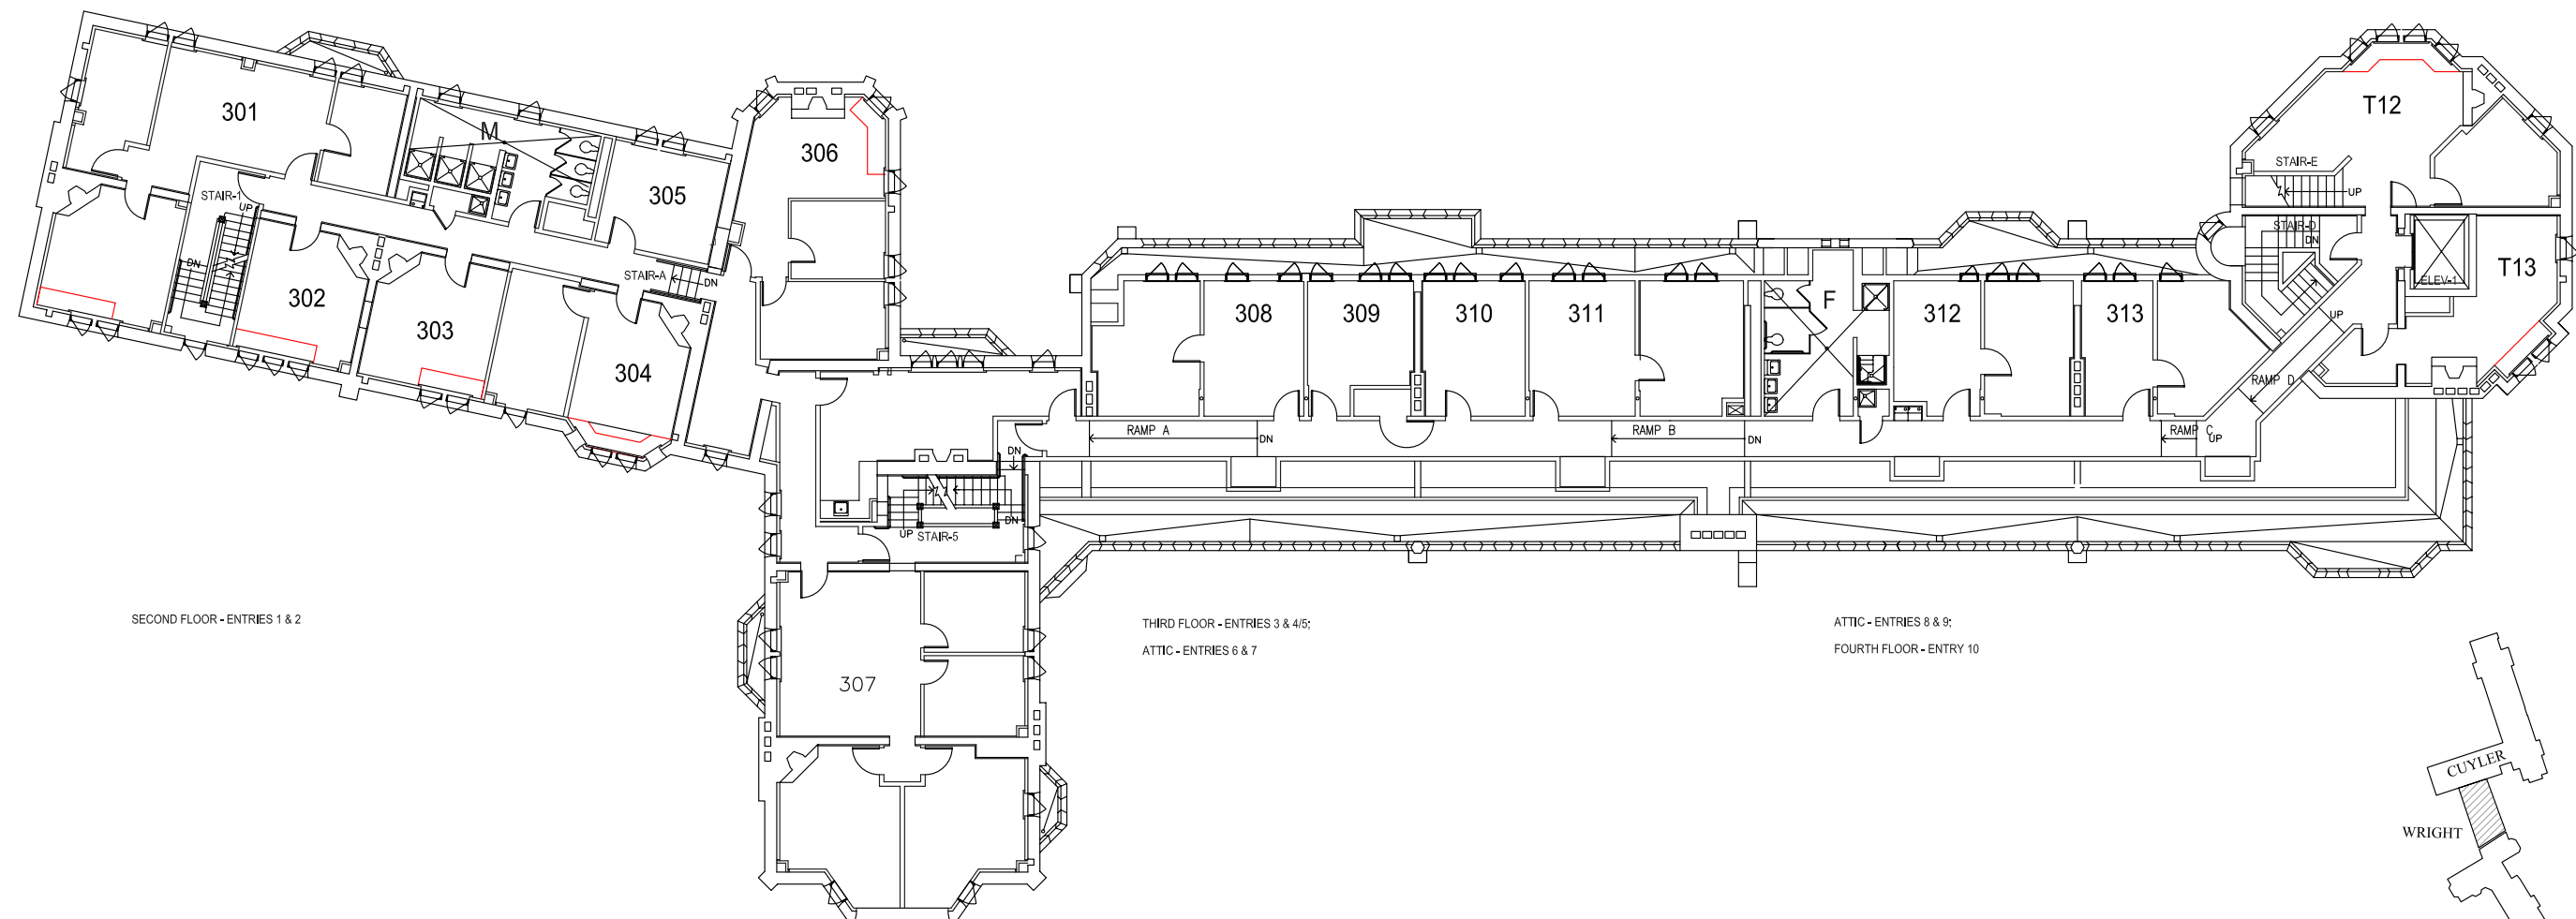 301
M
305
306
STAIR-1
UP
DN
302
303
304
STAIR-A
DN
308
309
310
311
F
312
313
T12
STAIR-E
UP
STAIR-D
DN
ELEV-1
T13
UP
RAMP D
RAMP A
DN
RAMP B
DN
RAMP C
UP
DN
DN
UP
STAIR-5
307
SECOND FLOOR - ENTRIES 1 & 2
THIRD FLOOR - ENTRIES 3 & 4/5;
ATTIC - ENTRIES 6 & 7
ATTIC - ENTRIES 8 & 9;
FOURTH FLOOR - ENTRY 10
CUYLER
WRIGHT